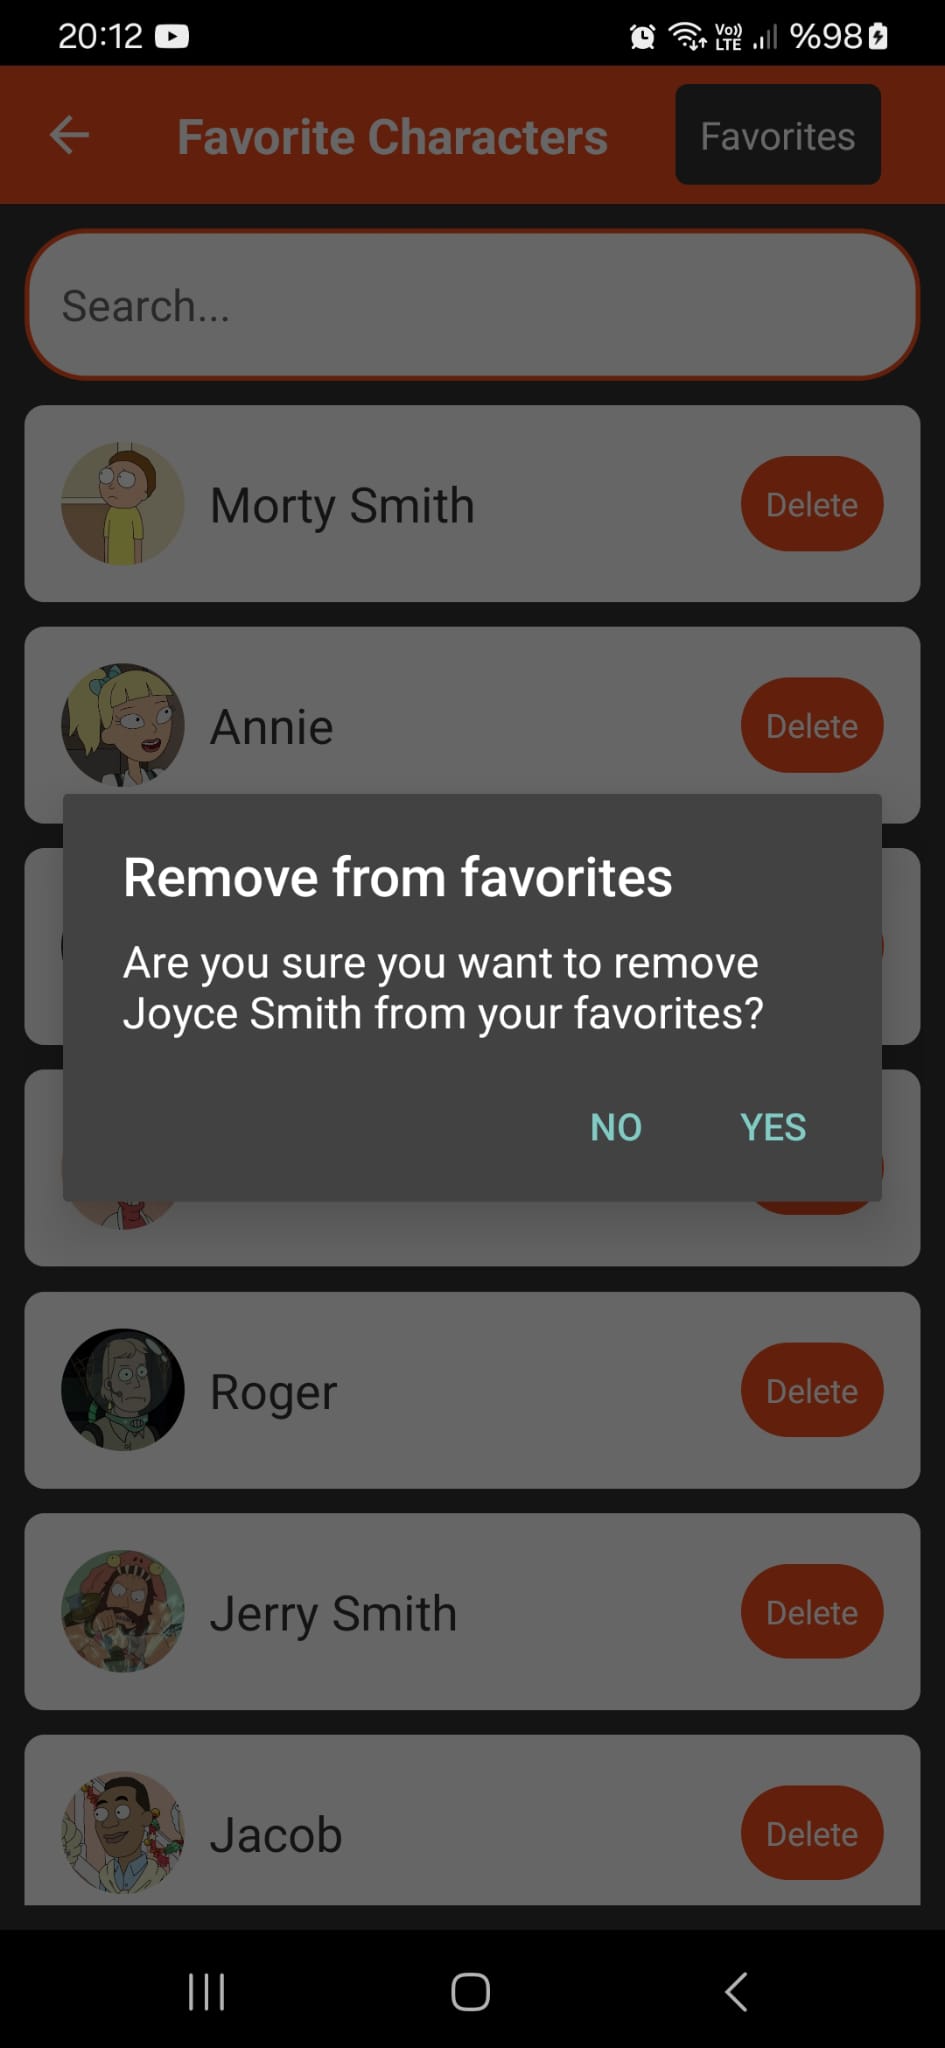 20:12
Vo)) LTE %98
Favorite Characters
Favorites
Search...
Morty Smith
Delete
Annie
Delete
Remove from favorites
Are you sure you want to remove
Joyce Smith from your favorites?
NO YES
Roger
Delete
Jerry Smith
Delete
Jacob
Delete